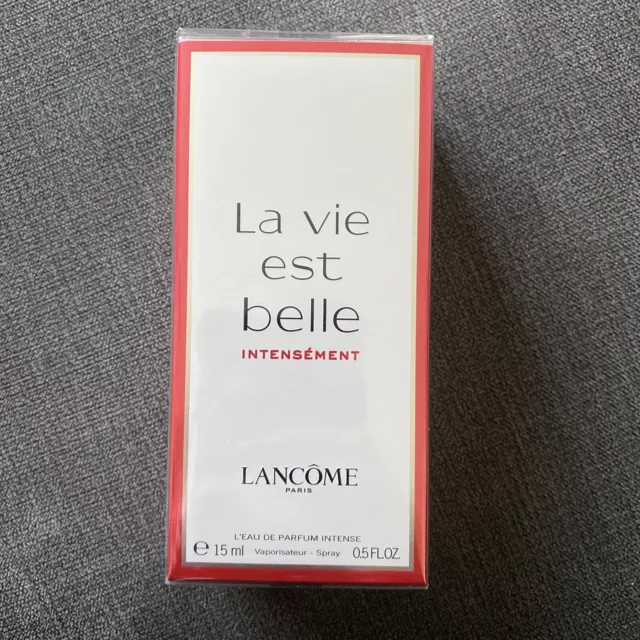 La vie
est
belle
INTENSÉMENT
LANCÔME
PARIS
L'EAU DE PARFUM INTENSE
℮ 15 ml Vaporisateur - Spray 0.5 FL.OZ.